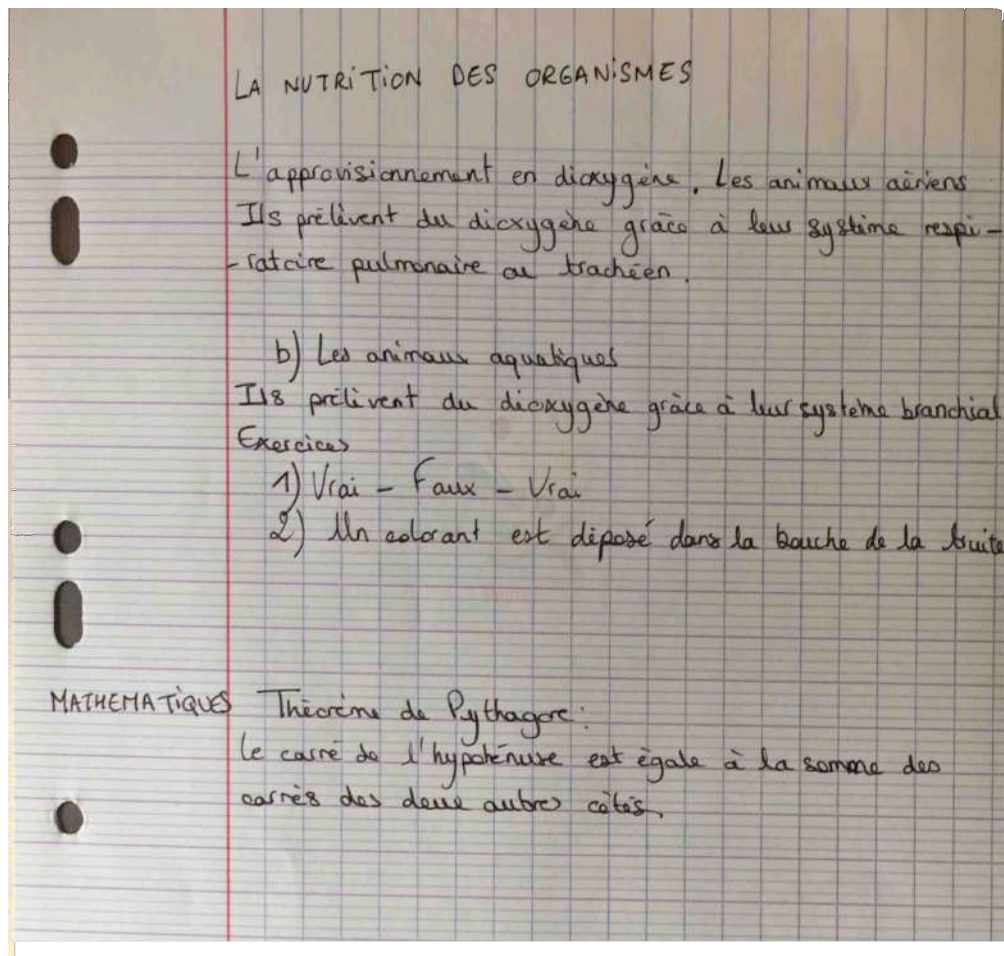 LA NUTRITION DES ORGANISMES
L'approvisionnement en dioxygène. Les animaux aériens
Ils prélèvent du dioxygène grâce à leur système respi-
-ratoire pulmonaire ou trachéen.
b) Les animaux aquatiques
Ils prélèvent du dioxygène grâce à leur système branchial
Exercices
1) Vrai - Faux - Vrai
2) Un colorant est déposé dans la bouche de la truite
MATHEMATIQUES Théorème de Pythagore:
le carré de l'hypoténuse est égale à la somme des
carrés des deux autres côtés.